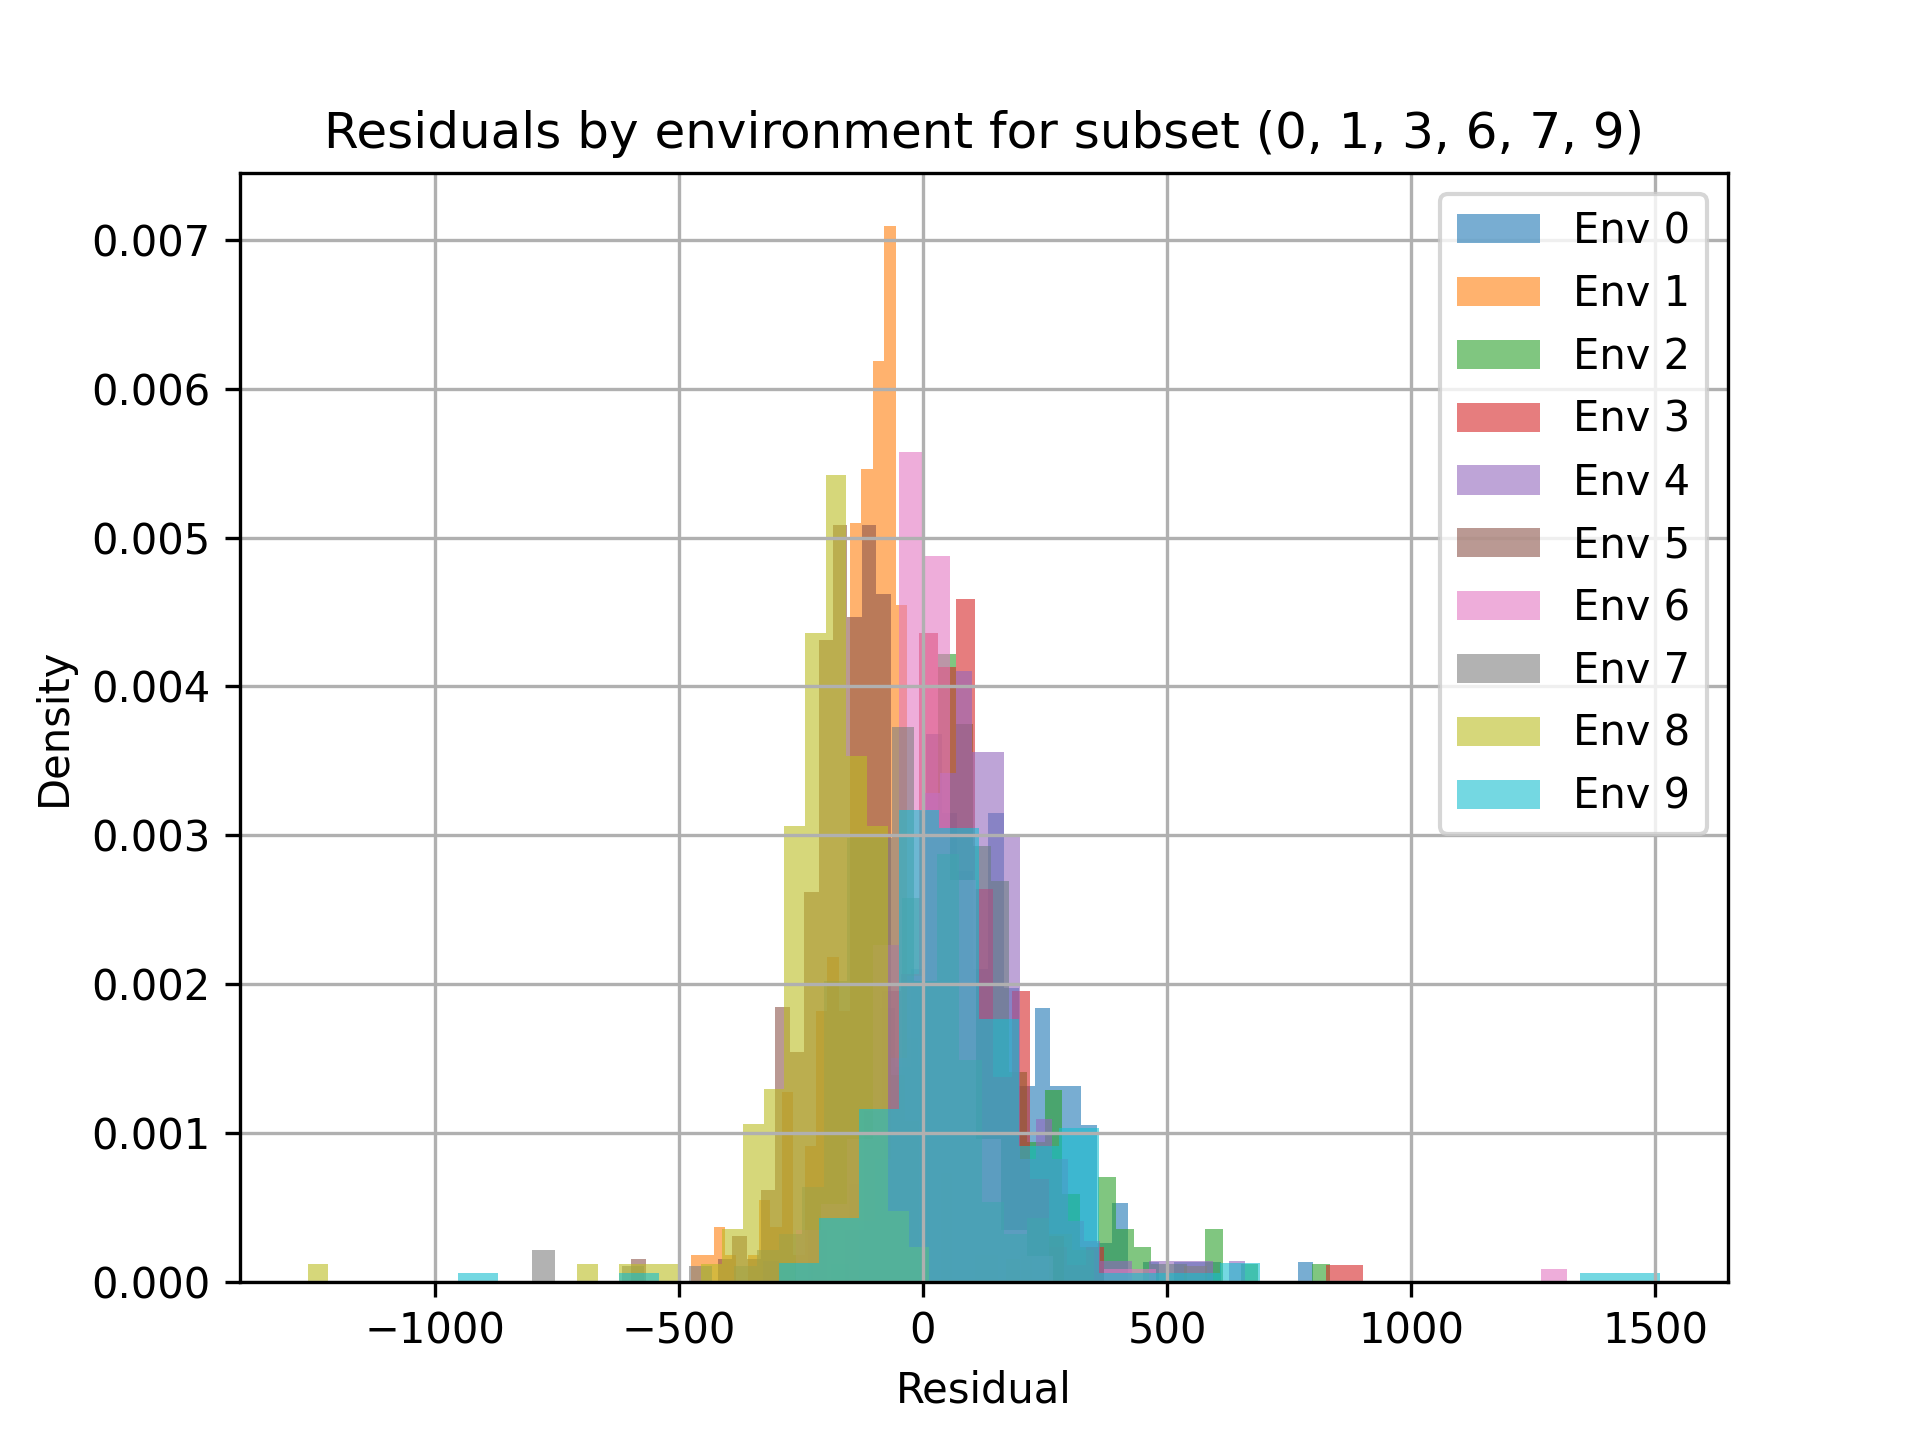 Residuals by environment for subset (0, 1, 3, 6, 7, 9)
0.007
0.006
0.005
0.004
0.003
0.002
0.001
0.000
Density
−1000
−500
0
500
1000
1500
Residual
Env 0
Env 1
Env 2
Env 3
Env 4
Env 5
Env 6
Env 7
Env 8
Env 9